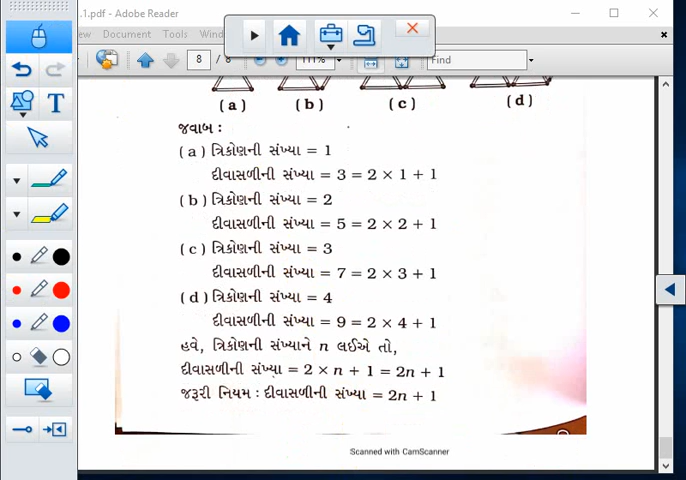 .1.pdf - Adobe Reader
ew Document Tools
8 / 8 111% Find
(a) (b) (c) (d)
જવાબ :
(a) ત્રિકોણની સંખ્યા = 1
દીવાસળીની સંખ્યા = 3 = 2 × 1 + 1
(b) ત્રિકોણની સંખ્યા = 2
દીવાસળીની સંખ્યા = 5 = 2 × 2 + 1
(c) ત્રિકોણની સંખ્યા = 3
દીવાસળીની સંખ્યા = 7 = 2 × 3 + 1
(d) ત્રિકોણની સંખ્યા = 4
દીવાસળીની સંખ્યા = 9 = 2 × 4 + 1
હવે, ત્રિકોણની સંખ્યાને n લઈએ તો,
દીવાસળીની સંખ્યા = 2 × n + 1 = 2n + 1
જરૂરી નિયમ : દીવાસળીની સંખ્યા = 2n + 1
Scanned with CamScanner
T